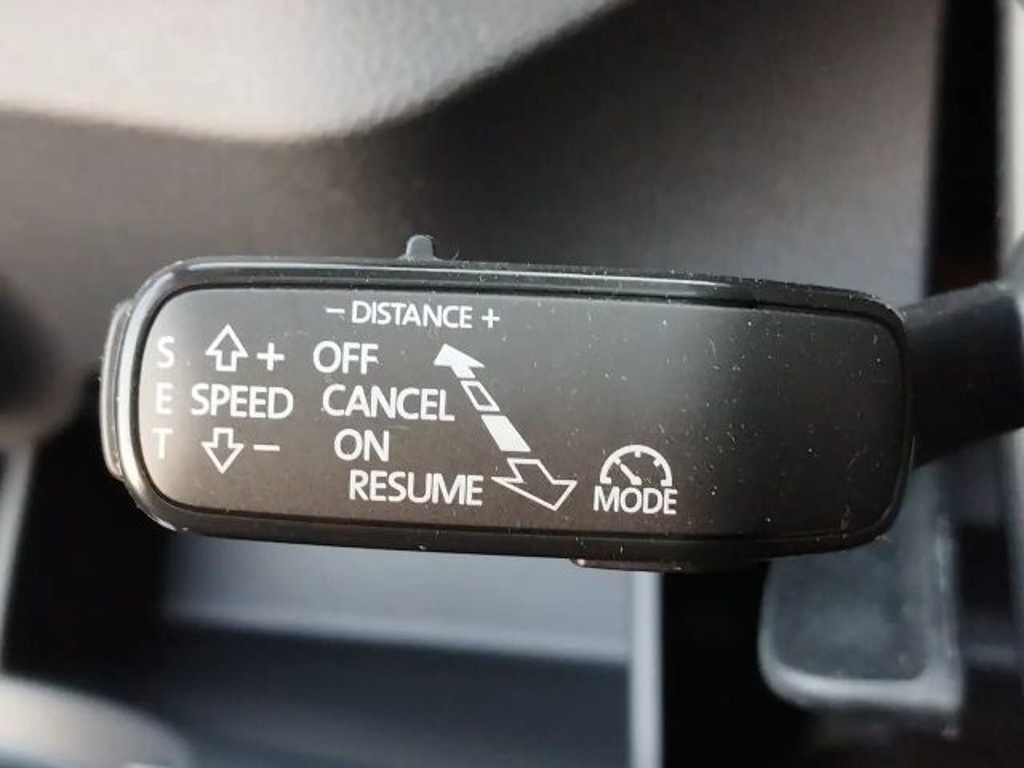 - DISTANCE +
S + OFF
E SPEED CANCEL
T - ON
RESUME
MODE